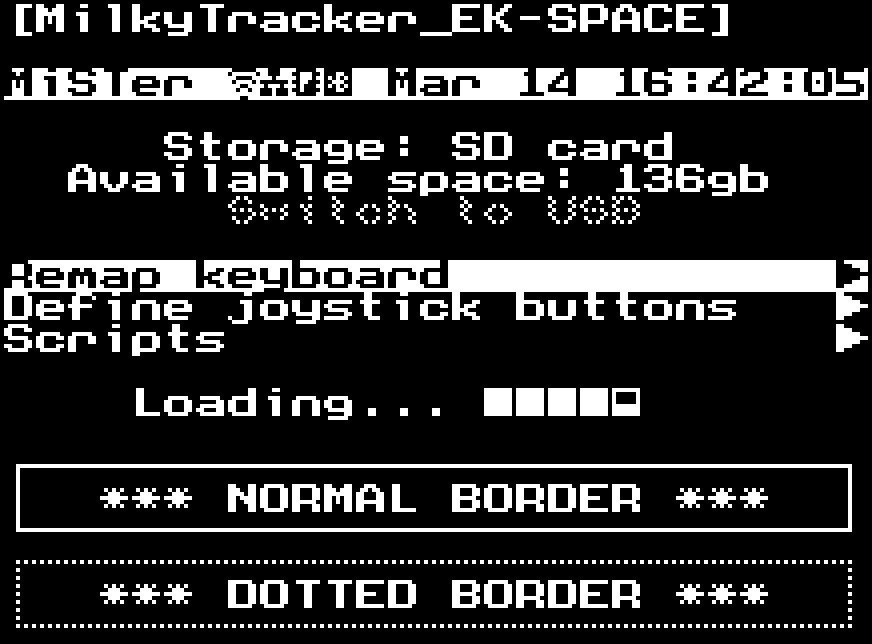 [MilkyTracker_EK-SPACE]
MiSTer Mar 14 16:42:05
Storage: SD card
Available space: 136gb
Switch to USB
Remap keyboard
Define joystick buttons
Scripts
Loading...
*** NORMAL BORDER ***
*** DOTTED BORDER ***